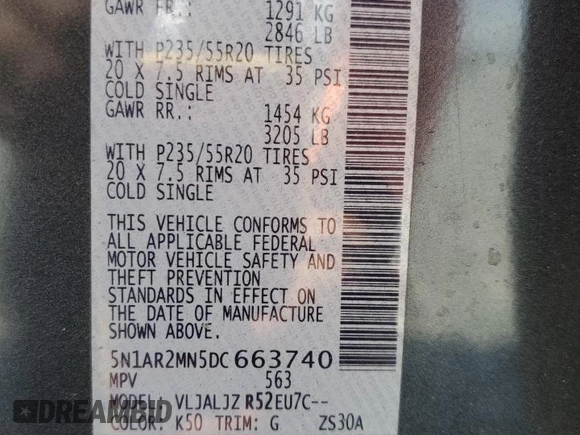 GAWR FR.: 1291 KG
2846 LB
WITH P235/55R20 TIRES
20 X 7.5 RIMS AT 35 PSI
COLD SINGLE
GAWR RR.: 1454 KG
3205 LB
WITH P235/55R20 TIRES
20 X 7.5 RIMS AT 35 PSI
COLD SINGLE
THIS VEHICLE CONFORMS TO
ALL APPLICABLE FEDERAL
MOTOR VEHICLE SAFETY AND
THEFT PREVENTION
STANDARDS IN EFFECT ON
THE DATE OF MANUFACTURE
SHOWN ABOVE.
5N1AR2MN5DC663740
MPV 563
MODEL: VLJALJZ R52EU7C--
COLOR: K50 TRIM: G ZS30A
DREAMBID